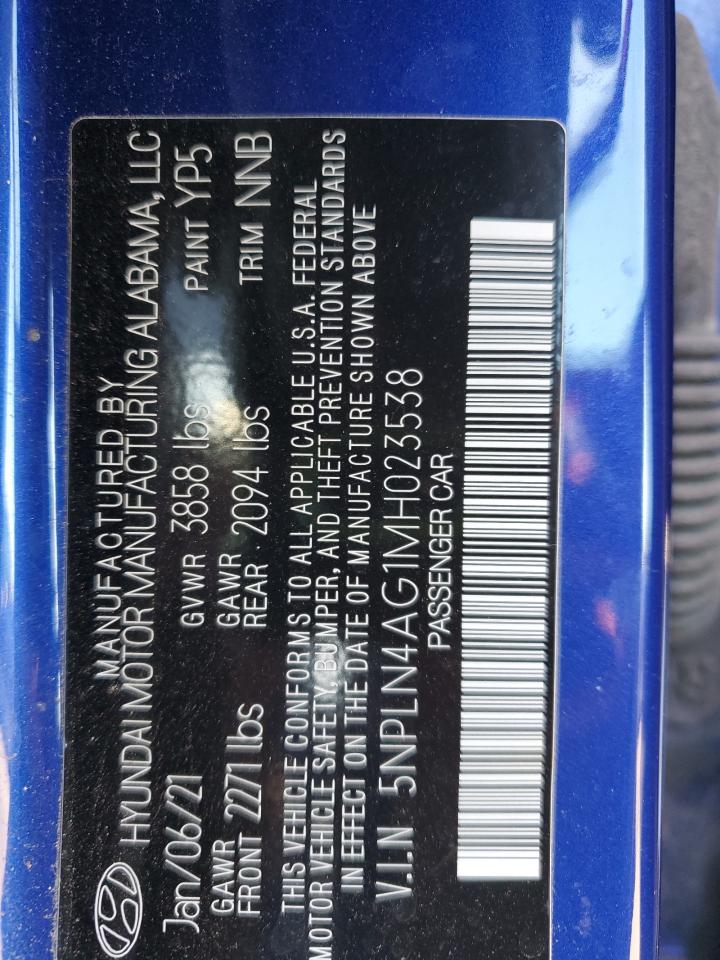 MANUFACTURED BY
HYUNDAI MOTOR MANUFACTURING ALABAMA, LLC
Jan/06/21 GVWR 3858 lbs PAINT YP5
GAWR FRONT 2271 lbs GAWR REAR 2094 lbs TRIM NNB
THIS VEHICLE CONFORMS TO ALL APPLICABLE U.S.A. FEDERAL
MOTOR VEHICLE SAFETY, BUMPER, AND THEFT PREVENTION STANDARDS
IN EFFECT ON THE DATE OF MANUFACTURE SHOWN ABOVE
V.I.N 5NPLN4AG1MH023538
PASSENGER CAR